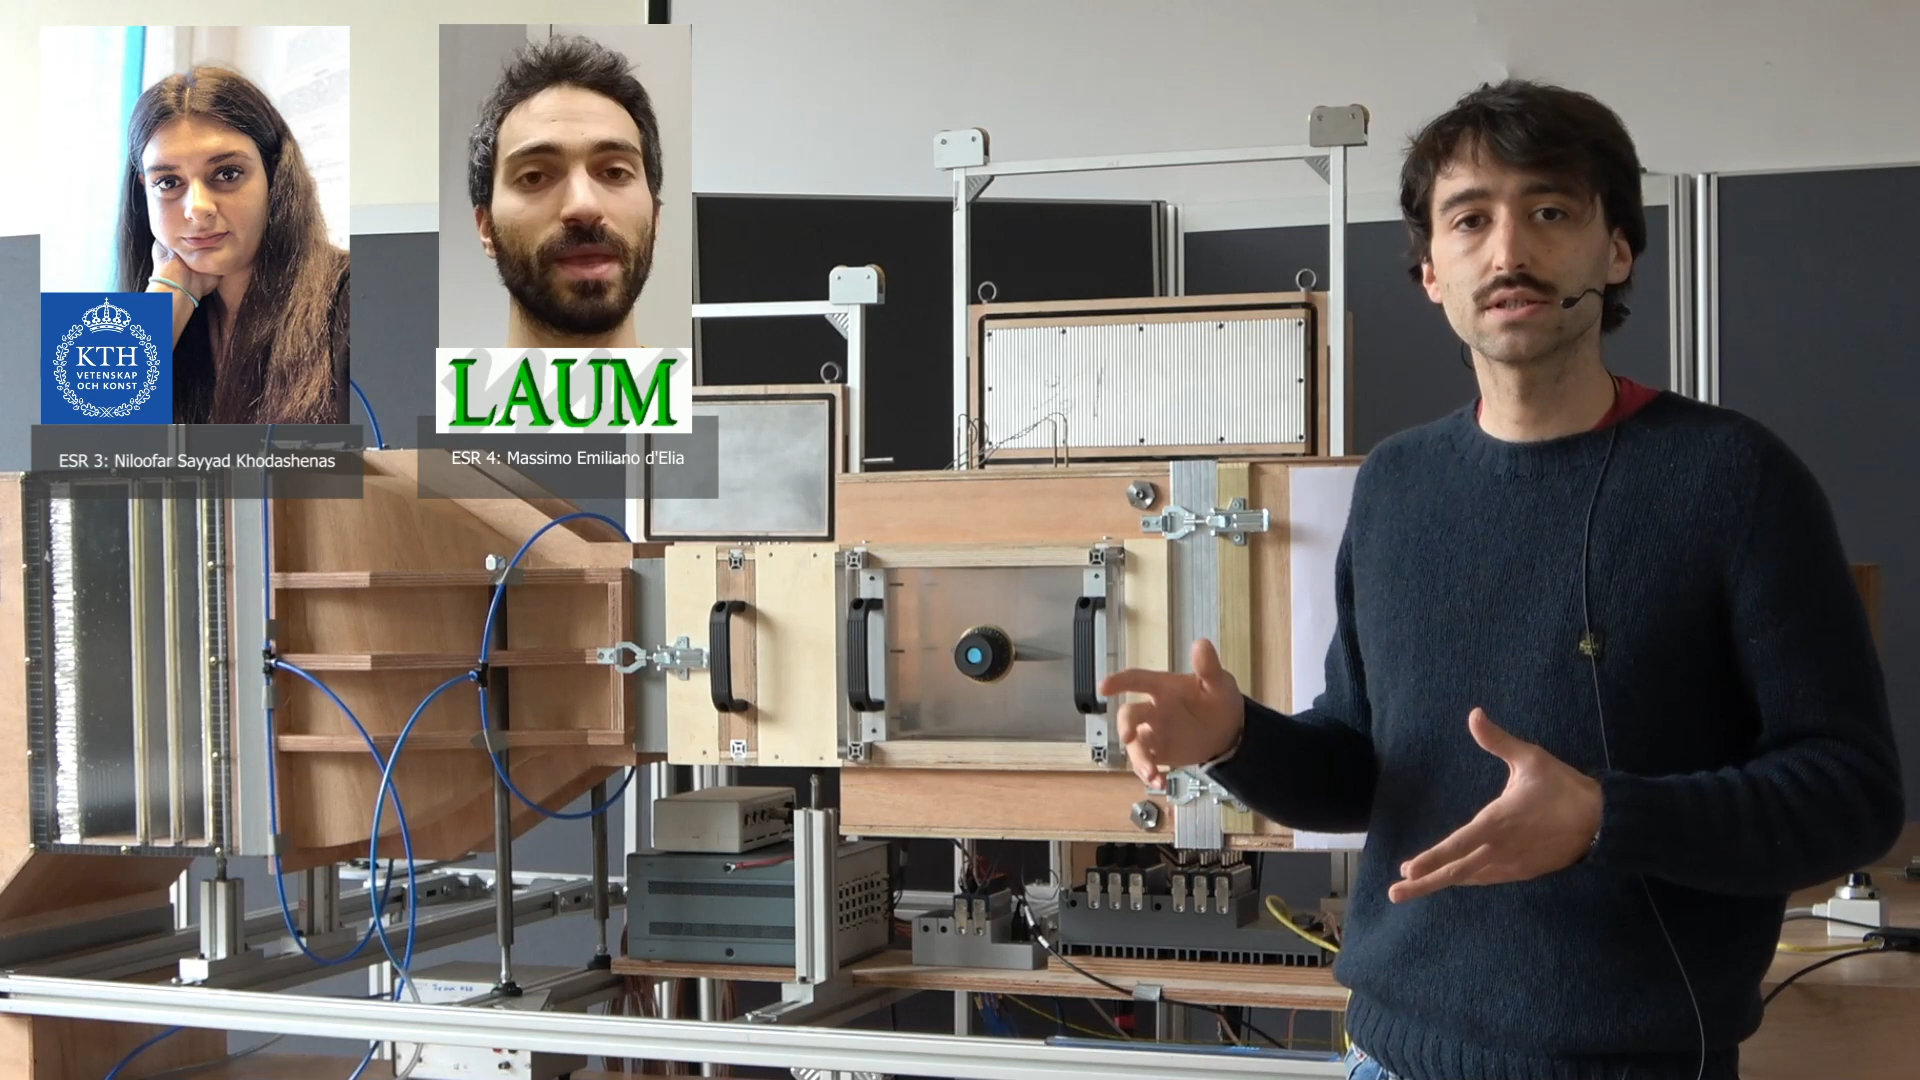 KTH
VETENSKAP
OCH KONST
LAUM
ESR 3: Niloofar Sayyad Khodashenas
ESR 4: Massimo Emiliano d'Elia